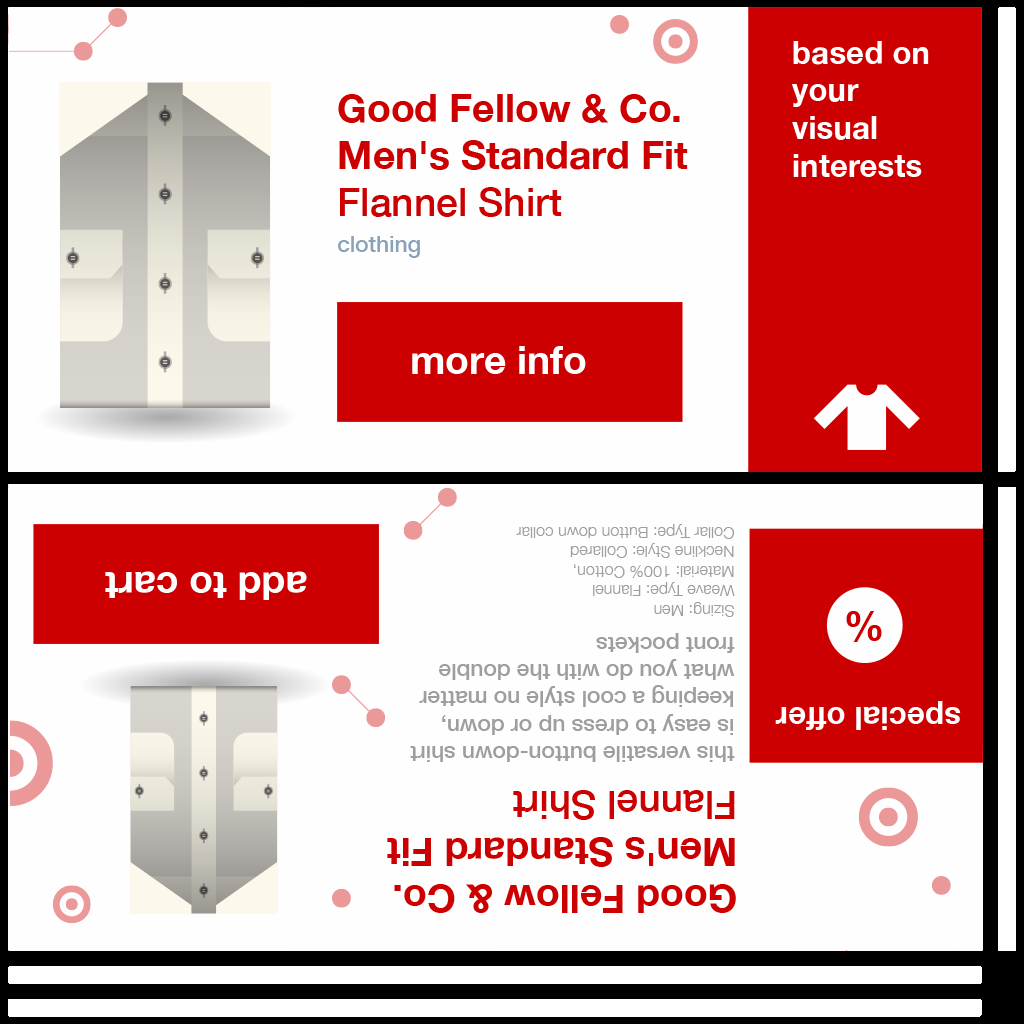 based on
your
visual
interests
Good Fellow & Co.
Men's Standard Fit
Flannel Shirt
clothing
more info
Good Fellow & Co.
Men's Standard Fit
Flannel Shirt
this versatile button-down shirt
is easy to dress up or down,
keeping a cool style no matter
what you do with the double
front pockets
Sizing: Men
Weave Type: Flannel
Material: 100% Cotton,
Neckline Style: Collared
Collar Type: Button down collar
add to cart
special offer
%